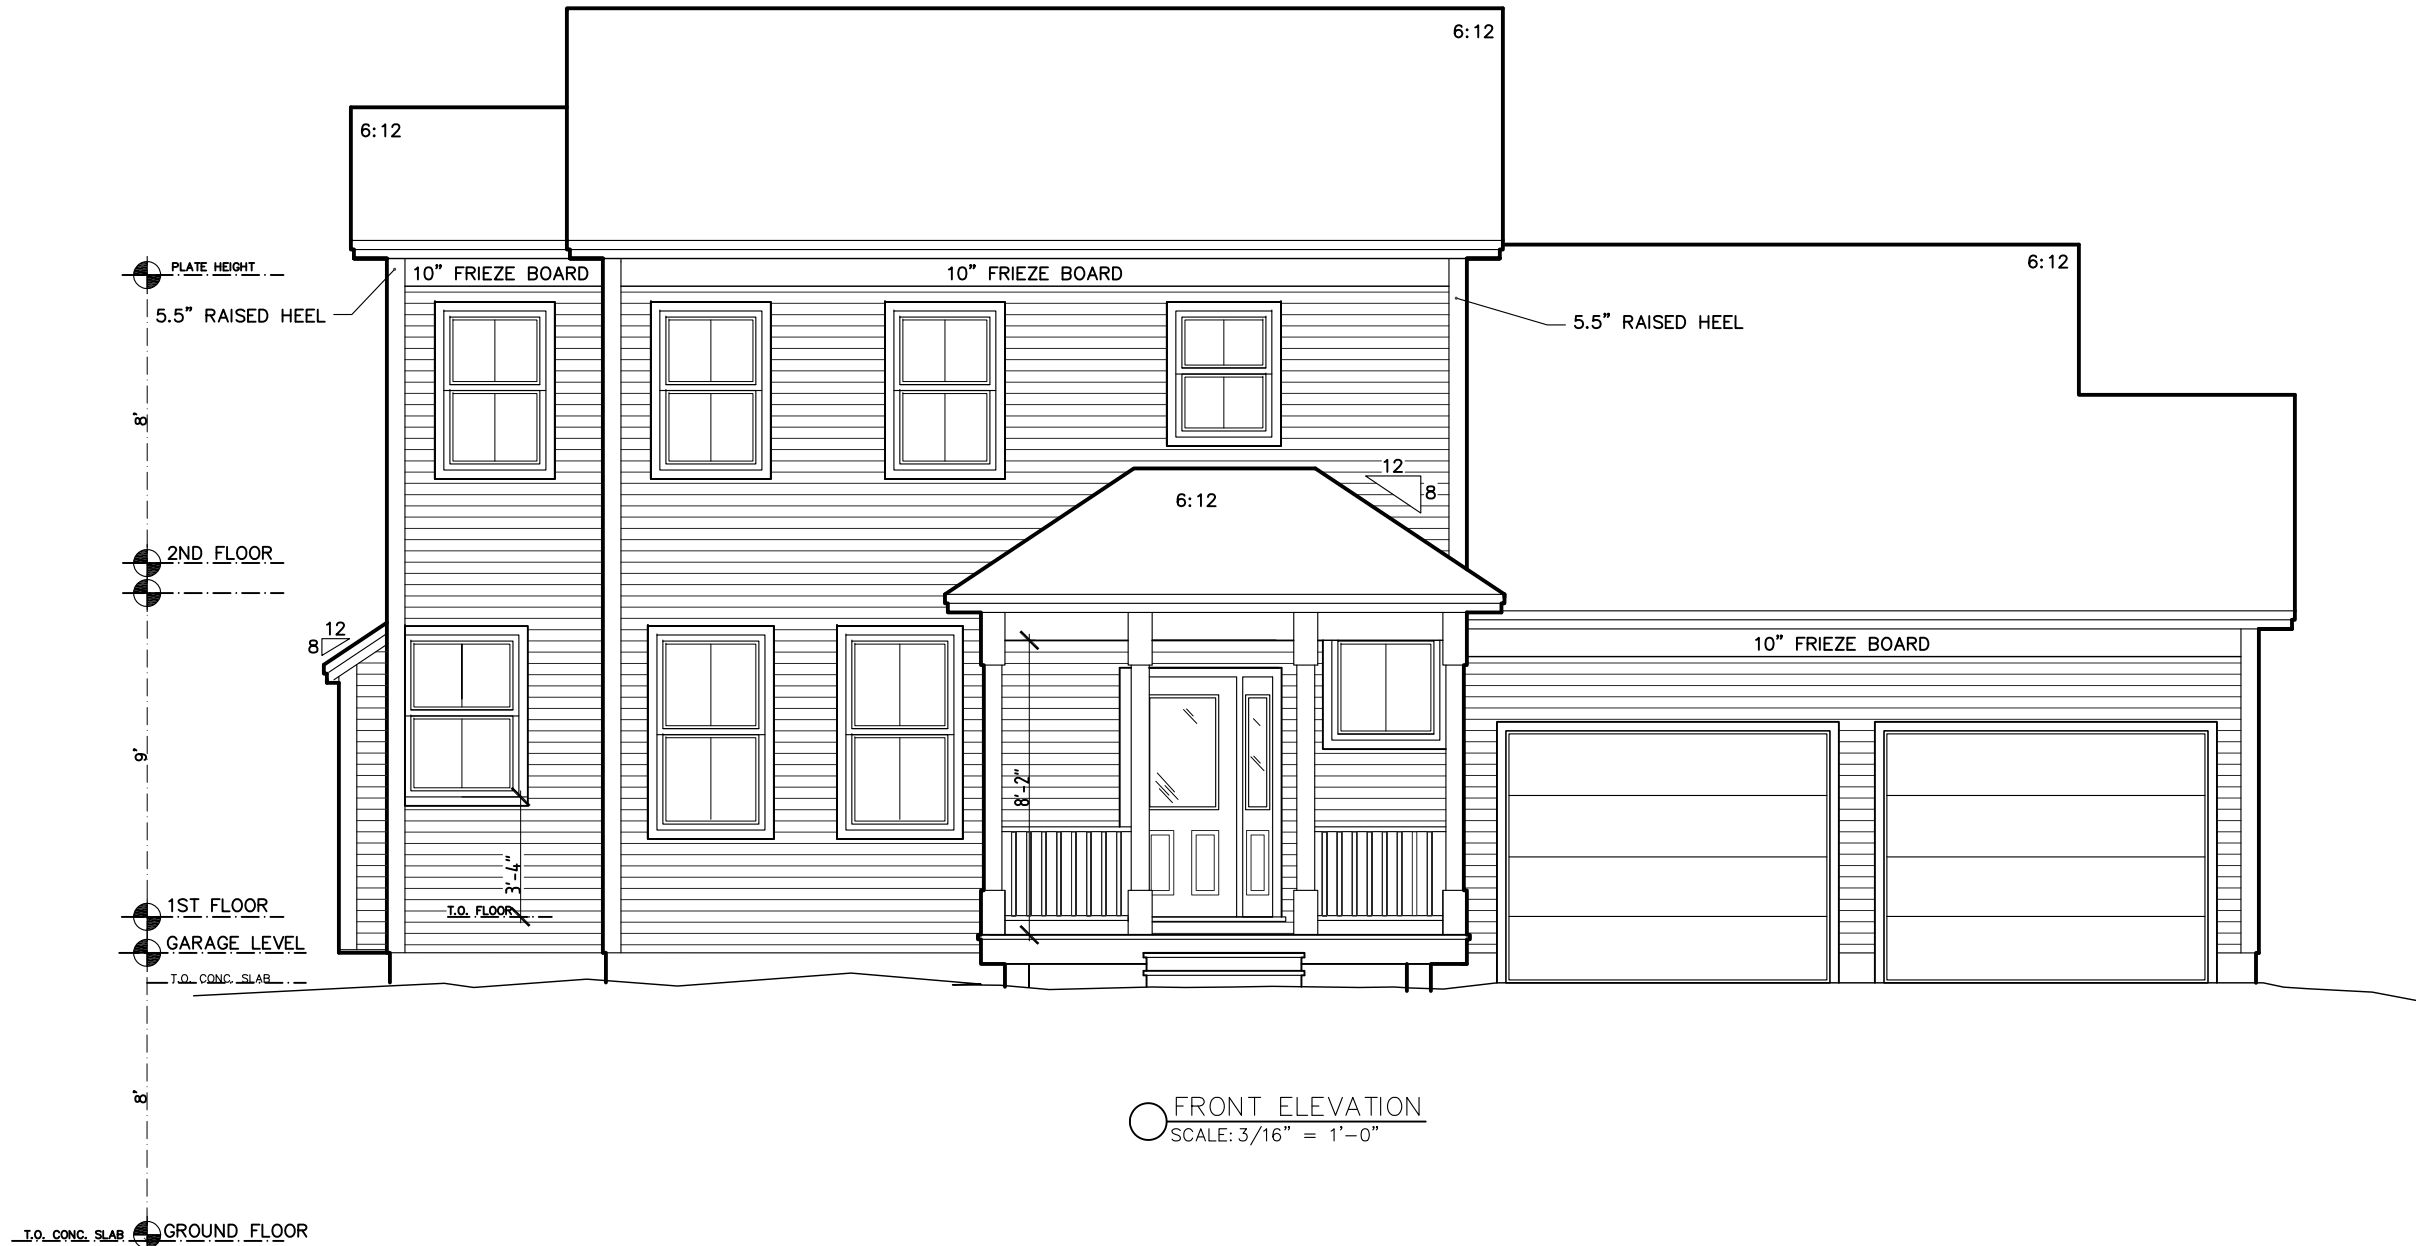 6:12
6:12
PLATE HEIGHT
10" FRIEZE BOARD
10" FRIEZE BOARD
6:12
5.5" RAISED HEEL
5.5" RAISED HEEL
8'
12
8
6:12
2ND FLOOR
12
8
10" FRIEZE BOARD
9'
8'-2"
3'-4"
1ST FLOOR
T.O. FLOOR
GARAGE LEVEL
T.O. CONC. SLAB
8'
FRONT ELEVATION
SCALE: 3/16" = 1'-0"
T.O. CONC. SLAB
GROUND FLOOR